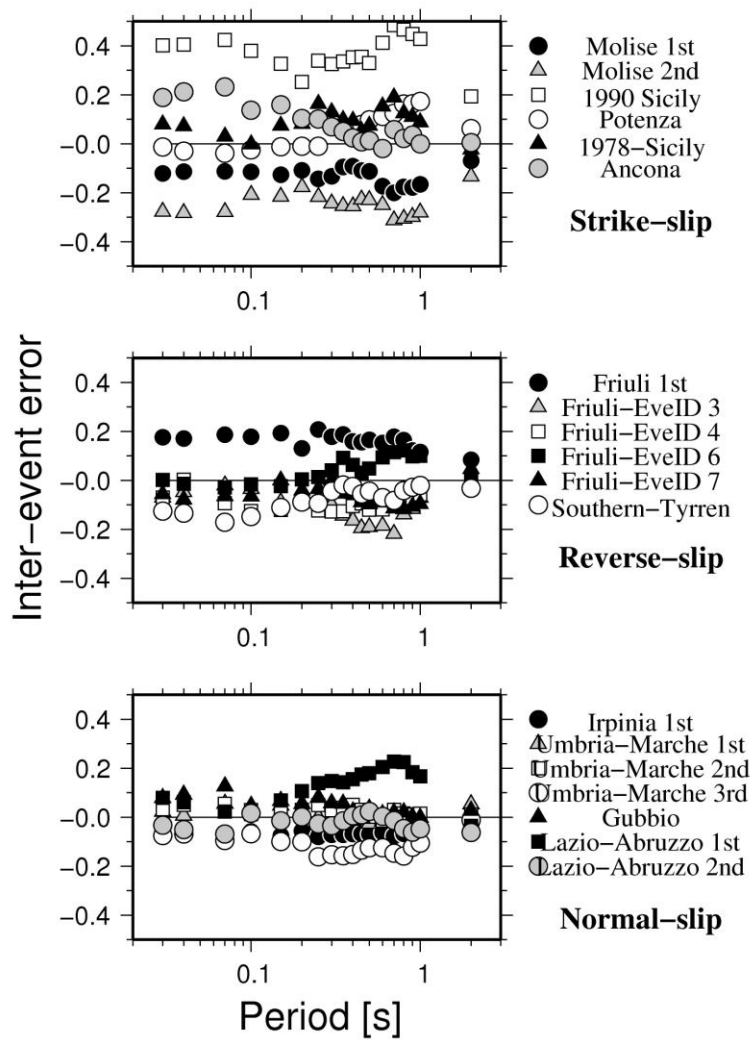 Inter-event error
0.4
0.2
-0.0
-0.2
-0.4
0.1
1
Molise 1st
Molise 2nd
1990 Sicily
Potenza
1978-Sicily
Ancona
Strike-slip
0.4
0.2
-0.0
-0.2
-0.4
0.1
1
Friuli 1st
Friuli-EveID 3
Friuli-EveID 4
Friuli-EveID 6
Friuli-EveID 7
Southern-Tyrren
Reverse-slip
0.4
0.2
-0.0
-0.2
-0.4
0.1
1
Irpinia 1st
Umbria-Marche 1st
Umbria-Marche 2nd
Umbria-Marche 3rd
Gubbio
Lazio-Abruzzo 1st
Lazio-Abruzzo 2nd
Normal-slip
Period [s]